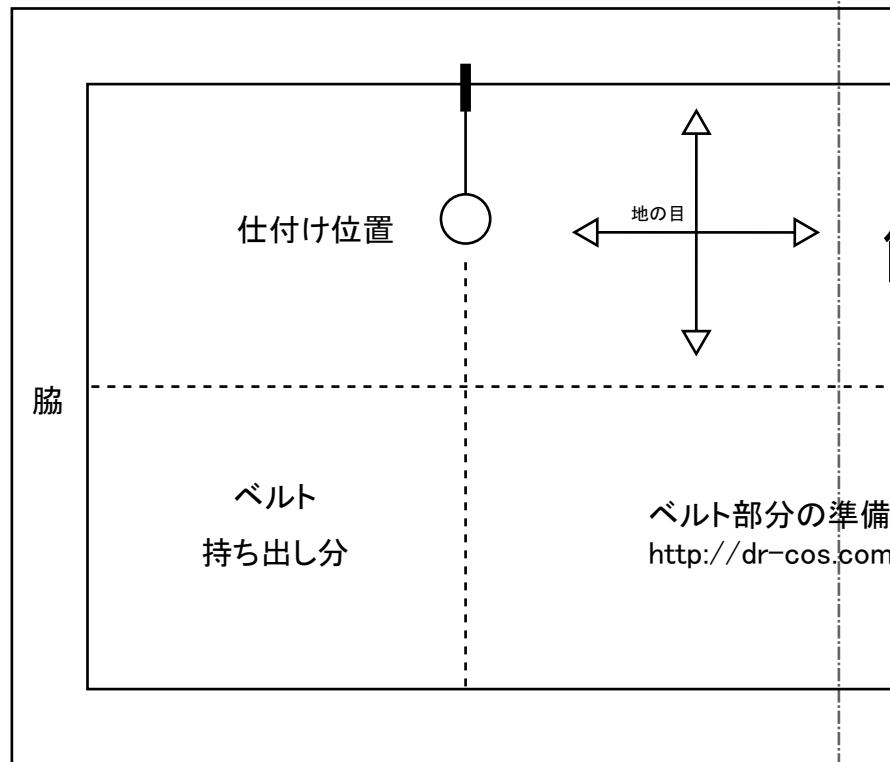 仕付け位置
地の目
脇
ベルト
持ち出し分
ベルト部分の準備
http://dr-cos.com